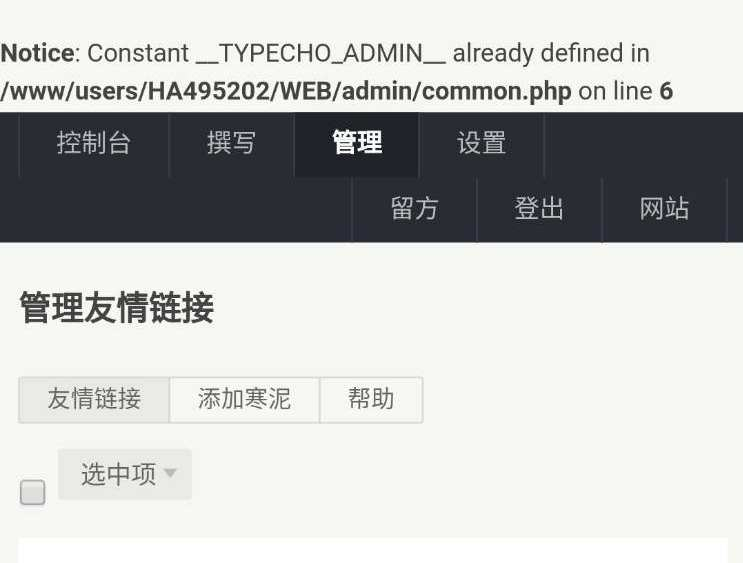 Notice: Constant __TYPECHO_ADMIN__ already defined in
/www/users/HA495202/WEB/admin/common.php on line 6
控制台 撰写 管理 设置
留方 登出 网站
管理友情链接
友情链接 添加寒泥 帮助
选中项